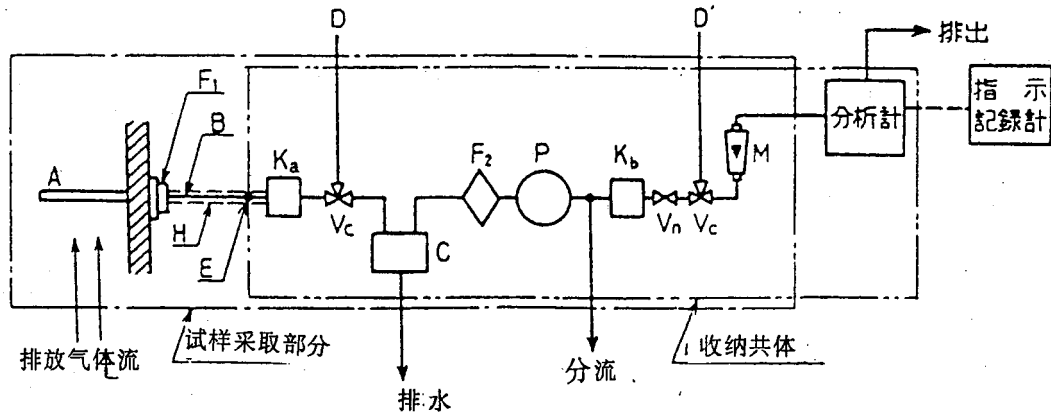 D
D'
排出
F₁
B
指示
記録計
分析計
A
Ka
F₂
P
Kb
M
Vc
Vn
Vc
H
E
C
排放气体流
试样采取部分
排水
分流
收纳共体